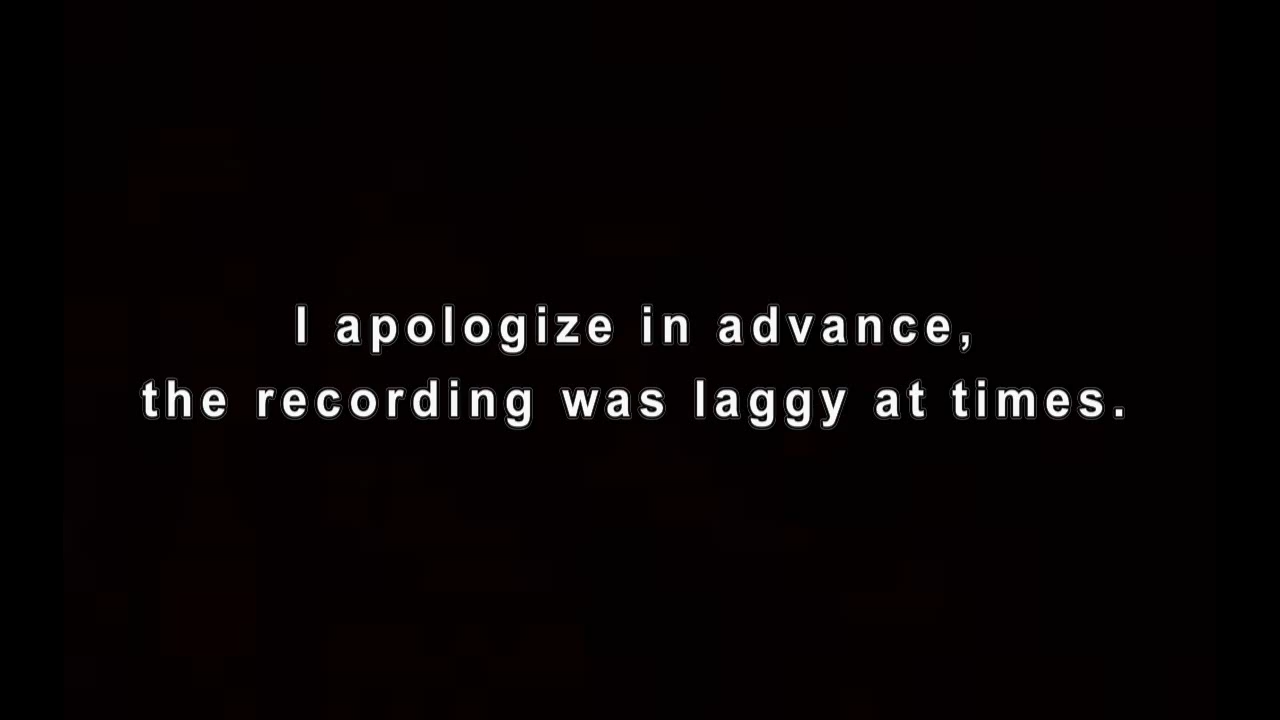 I apologize in advance,
the recording was laggy at times.